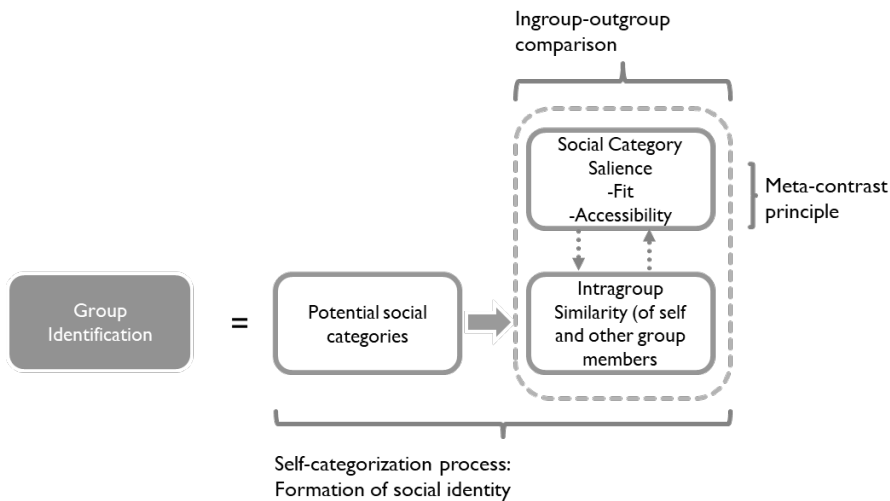 Ingroup-outgroup
comparison
Social Category
Salience
-Fit
-Accessibility
Meta-contrast
principle
Group
Identification
=
Potential social
categories
Intragroup
Similarity (of self
and other group
members
Self-categorization process:
Formation of social identity